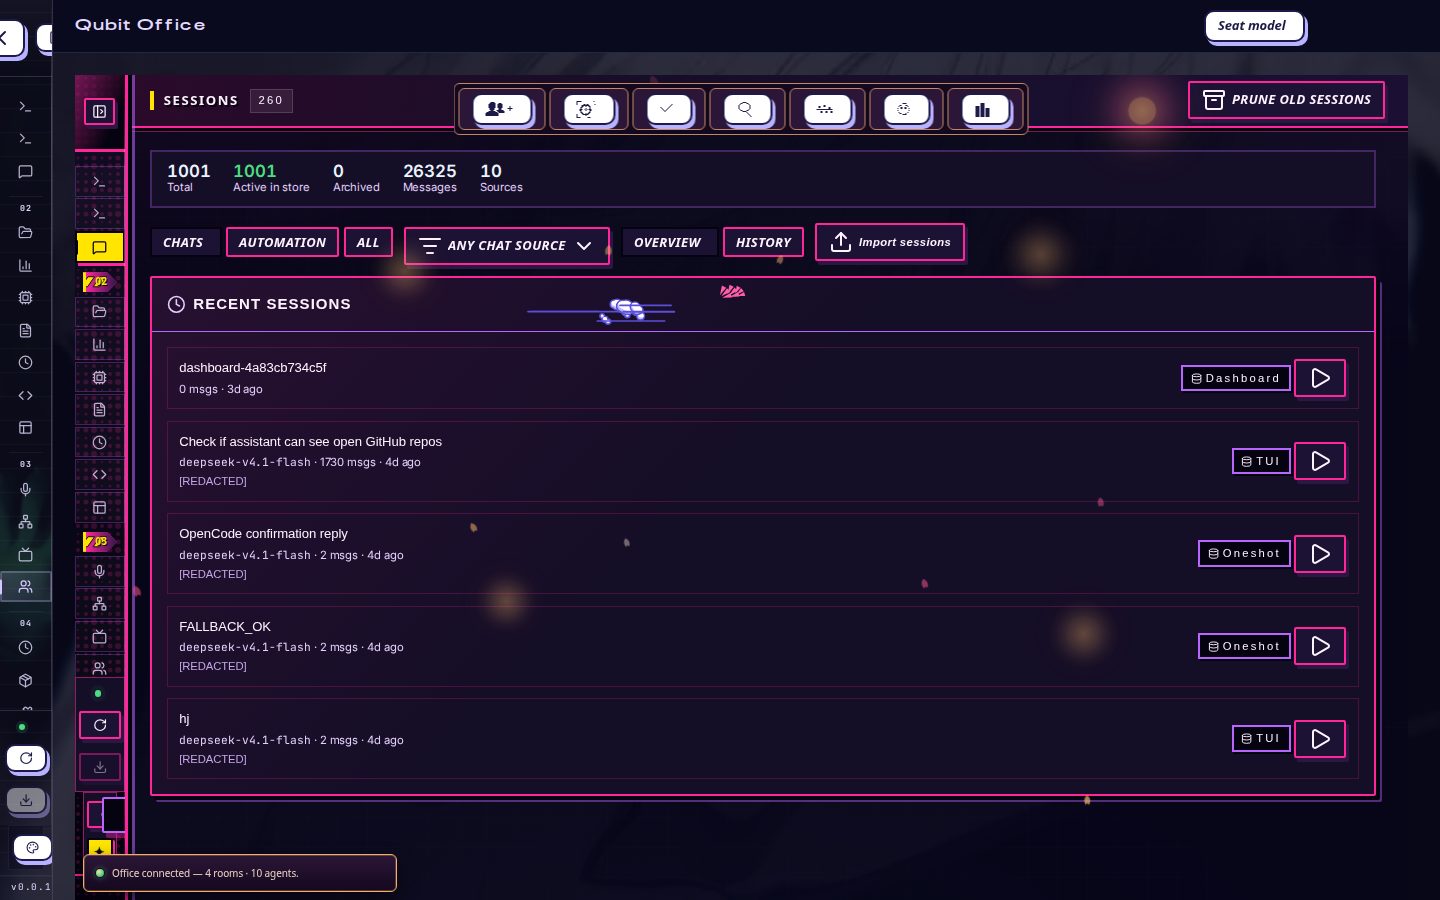 Qubit Office
Seat model
SESSIONS 260
PRUNE OLD SESSIONS
1001 1001 0 26325 10
Total Active in store Archived Messages Sources
CHATS AUTOMATION ALL ANY CHAT SOURCE OVERVIEW HISTORY Import sessions
RECENT SESSIONS
dashboard-4a83cb734c5f
0 msgs · 3d ago
Dashboard
Check if assistant can see open GitHub repos
deepseek-v4.1-flash · 1730 msgs · 4d ago
[REDACTED]
TUI
OpenCode confirmation reply
deepseek-v4.1-flash · 2 msgs · 4d ago
[REDACTED]
Oneshot
FALLBACK_OK
deepseek-v4.1-flash · 2 msgs · 4d ago
[REDACTED]
Oneshot
hj
deepseek-v4.1-flash · 2 msgs · 4d ago
[REDACTED]
TUI
02
03
04
02
03
Office connected — 4 rooms · 10 agents.
v0.0.1